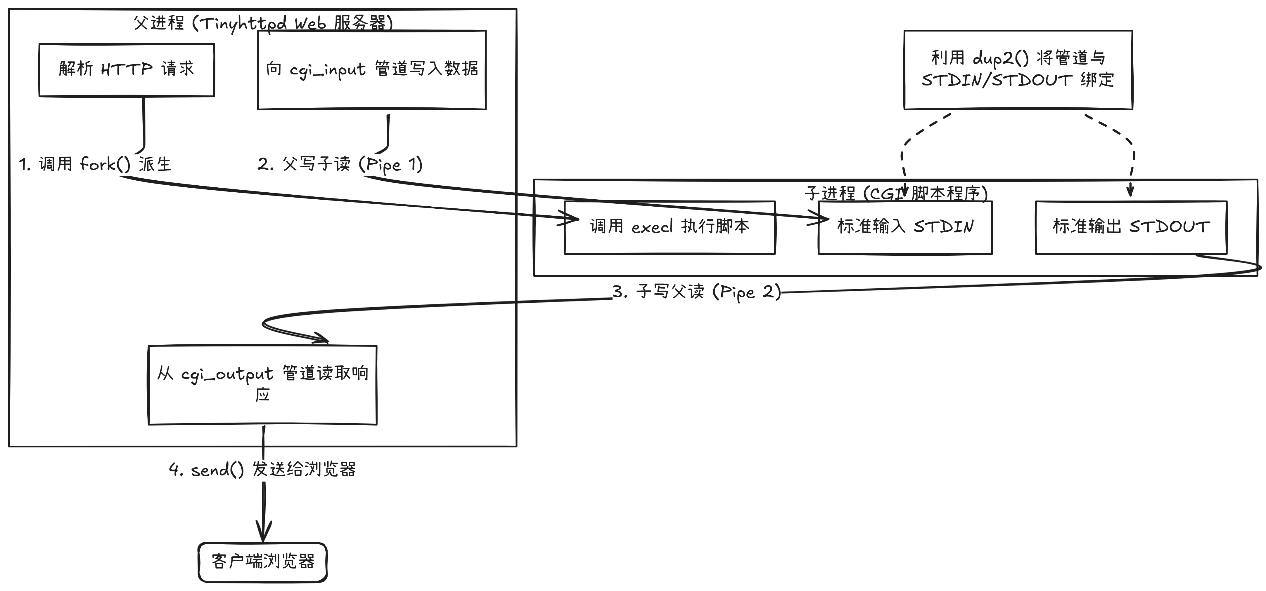 父进程 (Tinyhttpd Web 服务器)
解析 HTTP 请求
向 cgi_input 管道写入数据
利用 dup2() 将管道与
STDIN/STDOUT 绑定
1. 调用 fork() 派生
2. 父写子读 (Pipe 1)
子进程 (CGI 脚本程序)
调用 execl 执行脚本
标准输入 STDIN
标准输出 STDOUT
3. 子写父读 (Pipe 2)
从 cgi_output 管道读取响
应
4. send() 发送给浏览器
客户端浏览器